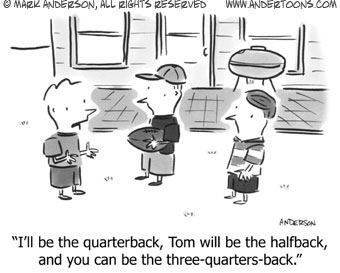 © MARK ANDERSON, ALL RIGHTS RESERVED WWW.ANDERTOONS.COM
ANDERSON
"I'll be the quarterback, Tom will be the halfback,
and you can be the three-quarters-back."